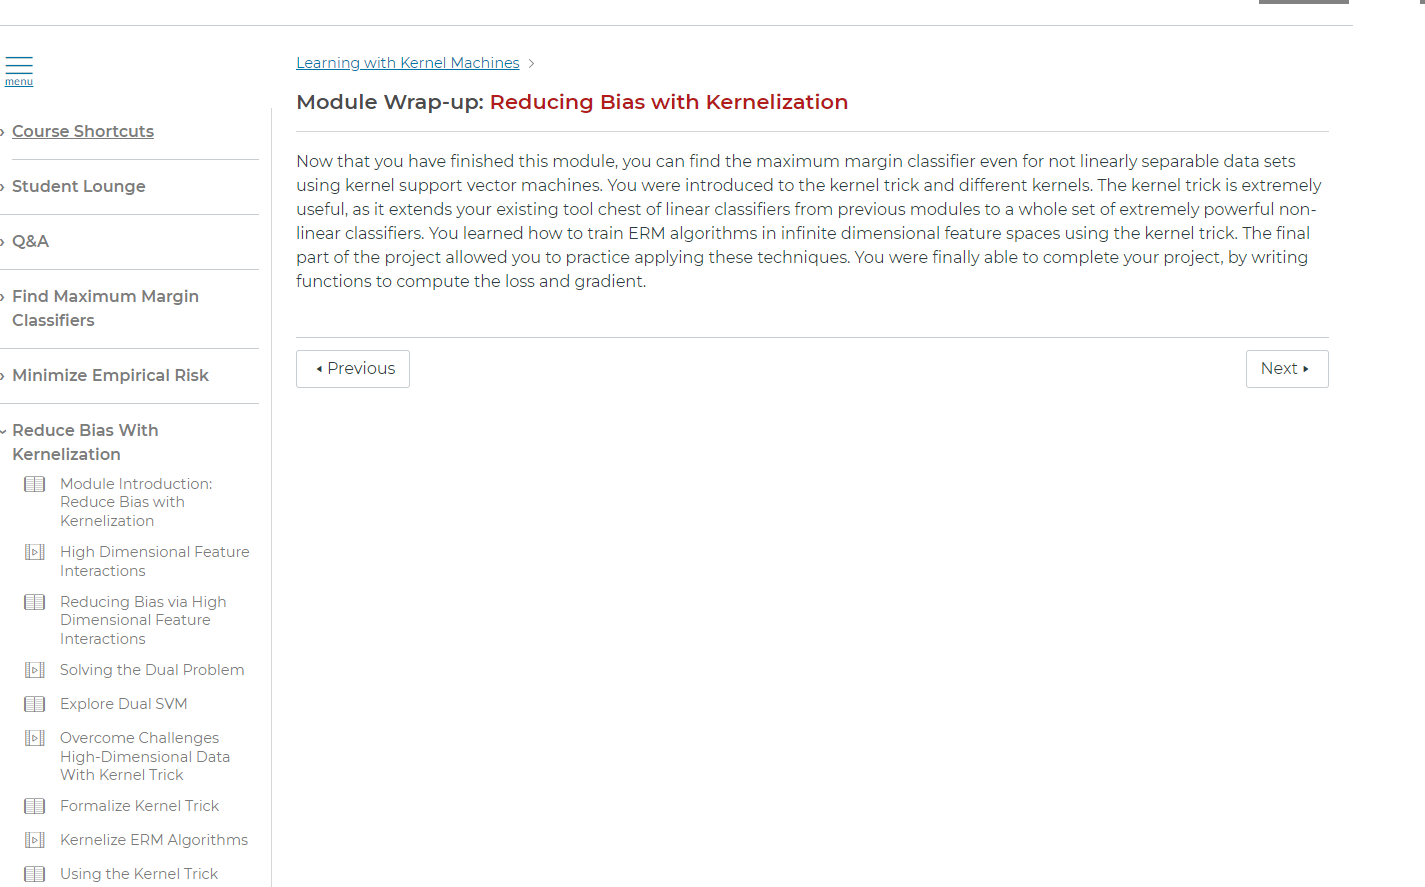 menu
Course Shortcuts
Student Lounge
Q&A
Find Maximum Margin
Classifiers
Minimize Empirical Risk
Reduce Bias With
Kernelization
Module Introduction:
Reduce Bias with
Kernelization
High Dimensional Feature
Interactions
Reducing Bias via High
Dimensional Feature
Interactions
Solving the Dual Problem
Explore Dual SVM
Overcome Challenges
High-Dimensional Data
With Kernel Trick
Formalize Kernel Trick
Kernelize ERM Algorithms
Using the Kernel Trick
Learning with Kernel Machines
Module Wrap-up: Reducing Bias with Kernelization
Now that you have finished this module, you can find the maximum margin classifier even for not linearly separable data sets
using kernel support vector machines. You were introduced to the kernel trick and different kernels. The kernel trick is extremely
useful, as it extends your existing tool chest of linear classifiers from previous modules to a whole set of extremely powerful non-
linear classifiers. You learned how to train ERM algorithms in infinite dimensional feature spaces using the kernel trick. The final
part of the project allowed you to practice applying these techniques. You were finally able to complete your project, by writing
functions to compute the loss and gradient.
Previous
Next